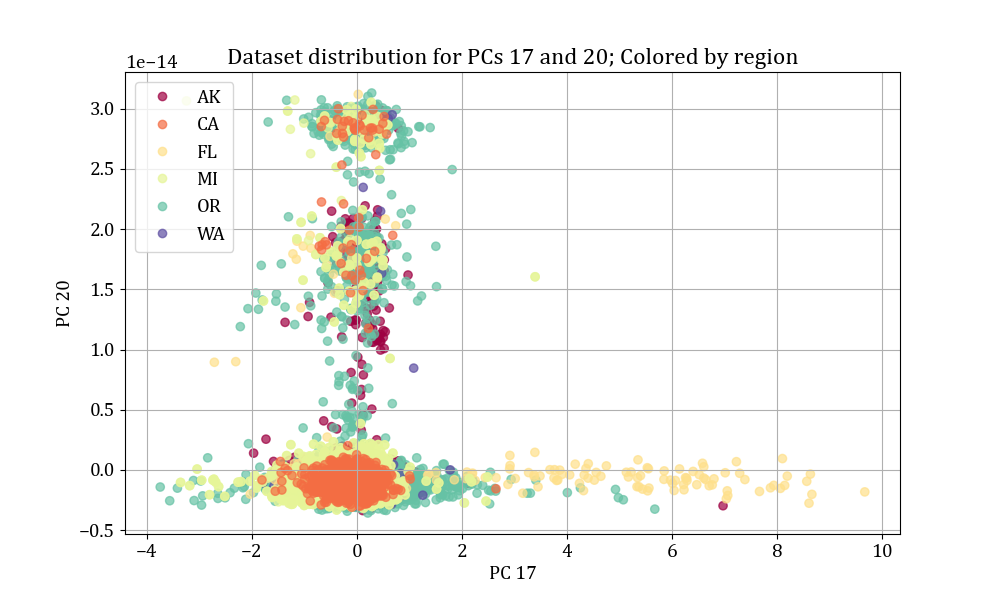 Dataset distribution for PCs 17 and 20; Colored by region
1e−14
AK
CA
FL
MI
OR
WA
3.0
2.5
2.0
1.5
1.0
0.5
0.0
−0.5
PC 20
−4
−2
0
2
4
6
8
10
PC 17